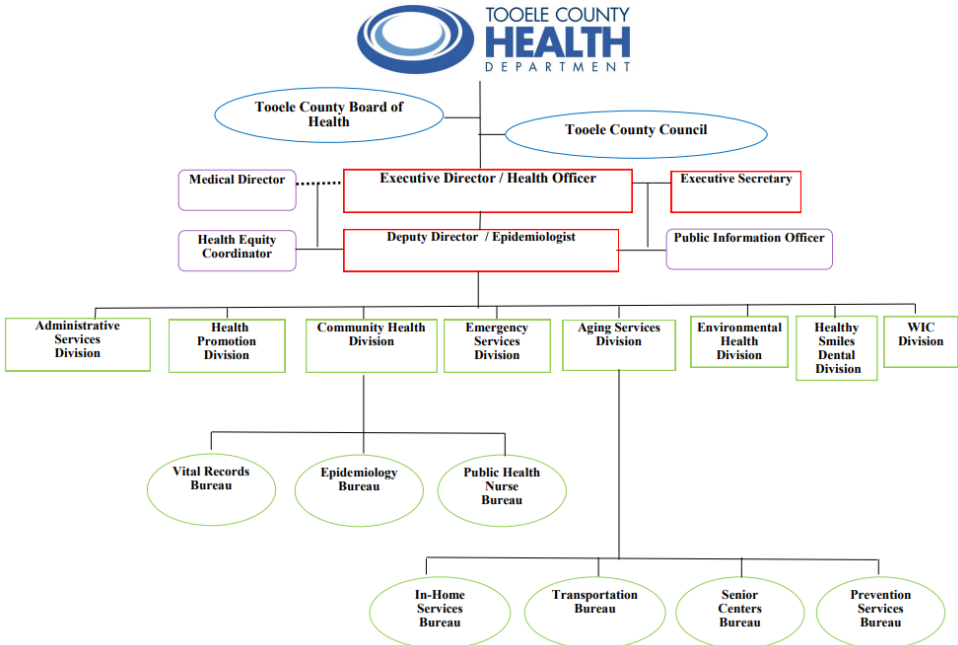 TOOELE COUNTY
HEALTH
DEPARTMENT
Tooele County Board of
Health
Tooele County Council
Medical Director
Executive Director / Health Officer
Executive Secretary
Health Equity
Coordinator
Deputy Director / Epidemiologist
Public Information Officer
Administrative
Services
Division
Health
Promotion
Division
Community Health
Division
Emergency
Services
Division
Aging Services
Division
Environmental
Health
Division
Healthy
Smiles
Dental
Division
WIC
Division
Vital Records
Bureau
Epidemiology
Bureau
Public Health
Nurse
Bureau
In-Home
Services
Bureau
Transportation
Bureau
Senior
Centers
Bureau
Prevention
Services
Bureau